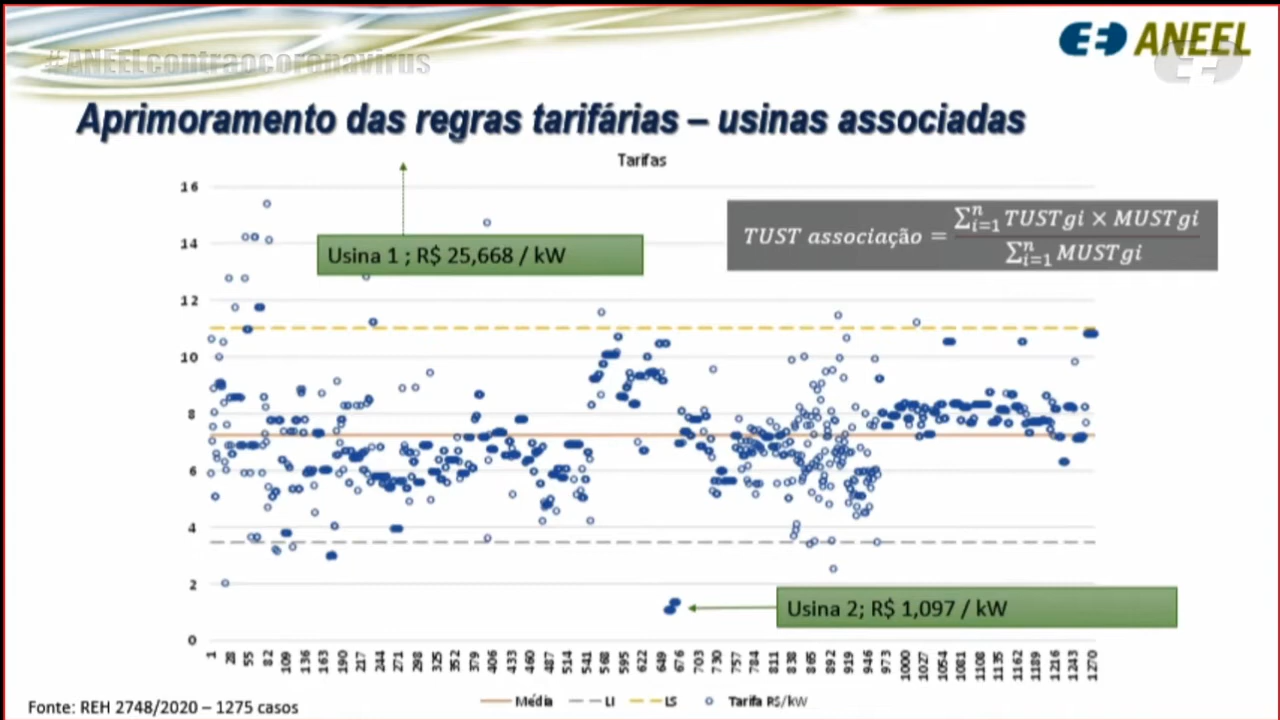 #ANEELcontraocoronavirus
ANEEL
Aprimoramento das regras tarifárias – usinas associadas
Tarifas
16
14
12
10
8
6
4
2
0
Usina 1 ; R$ 25,668 / kW
TUST associação = ∑ⁿᵢ₌₁ TUSTgi × MUSTgi / ∑ⁿᵢ₌₁ MUSTgi
Usina 2; R$ 1,097 / kW
1 28 55 82 109 136 163 190 217 244 271 298 325 352 379 406 433 460 487 514 541 568 595 622 649 676 703 730 757 784 811 838 865 892 919 946 973 1000 1027 1054 1081 1108 1135 1162 1189 1216 1243 1270
Média LI LS Tarifa R$/kW
Fonte: REH 2748/2020 – 1275 casos